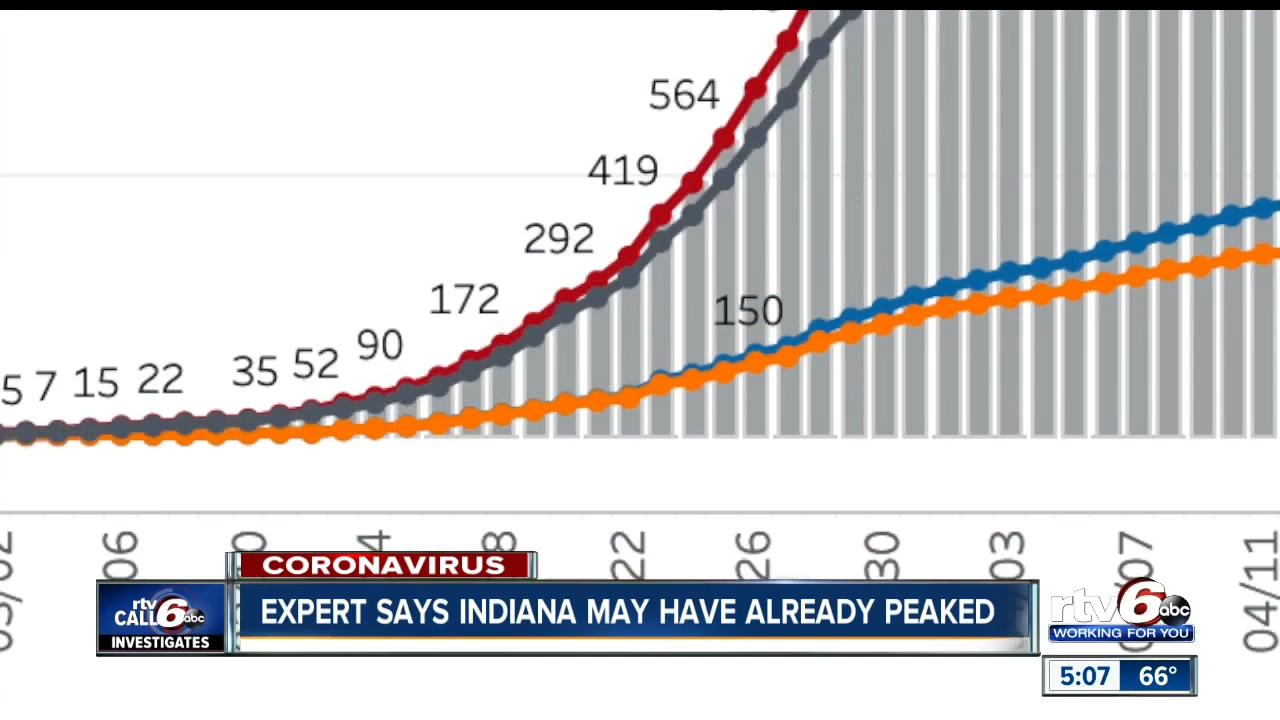 564
419
292
172
150
90
5 7 15 22 35 52
06
22
26
30
03
04/11
CORONAVIRUS
EXPERT SAYS INDIANA MAY HAVE ALREADY PEAKED
rtv
CALL 6 abc
INVESTIGATES
rtv6 abc
WORKING FOR YOU
5:07 66°